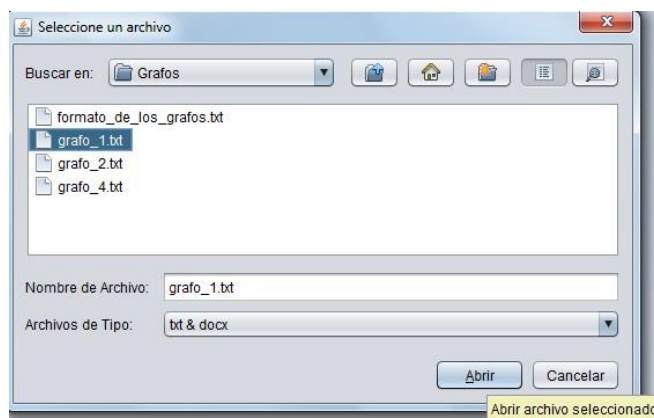 Seleccione un archivo
Buscar en: Grafos
formato_de_los_grafos.txt
grafo_1.txt
grafo_2.txt
grafo_4.txt
Nombre de Archivo: grafo_1.txt
Archivos de Tipo: txt & docx
Abrir Cancelar
Abrir archivo seleccionado